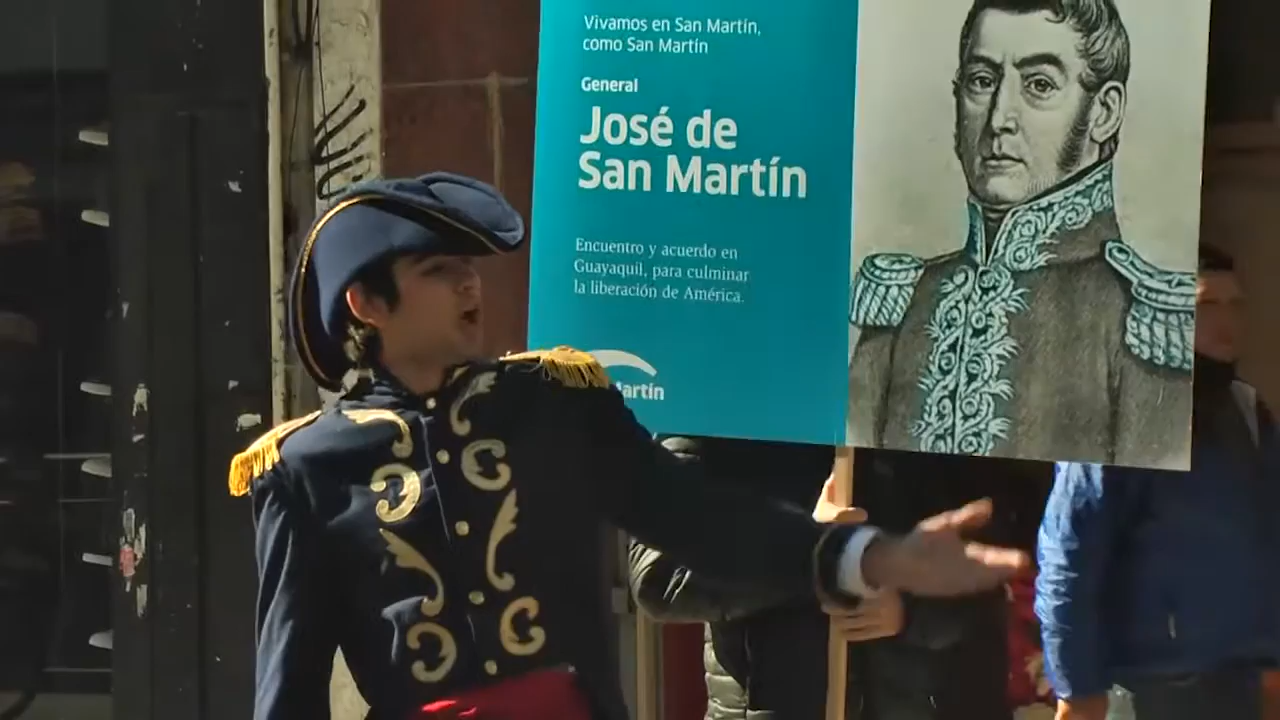 Vivamos en San Martín,
como San Martín
General
José de
San Martín
Encuentro y acuerdo en
Guayaquil, para culminar
la liberación de América.